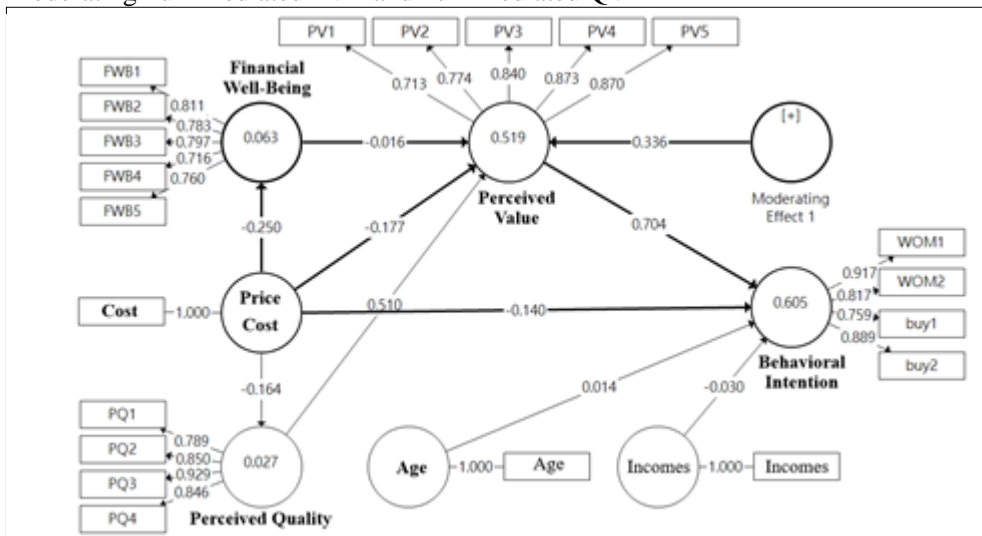 PV1
PV2
PV3
PV4
PV5
0.713
0.774
0.840
0.873
0.870
Financial
Well-Being
FWB1
FWB2
FWB3
FWB4
FWB5
0.811
0.783
0.797
0.716
0.760
0.063
-0.016
0.519
Perceived
Value
0.336
[+]
Moderating
Effect 1
-0.250
-0.177
0.704
Cost
1.000
Price
Cost
0.510
-0.140
0.605
Behavioral
Intention
WOM1
WOM2
buy1
buy2
0.917
0.817
0.759
0.889
-0.164
0.014
-0.030
PQ1
PQ2
PQ3
PQ4
0.789
0.850
0.929
0.846
0.027
Perceived Quality
Age
1.000
Age
Incomes
1.000
Incomes